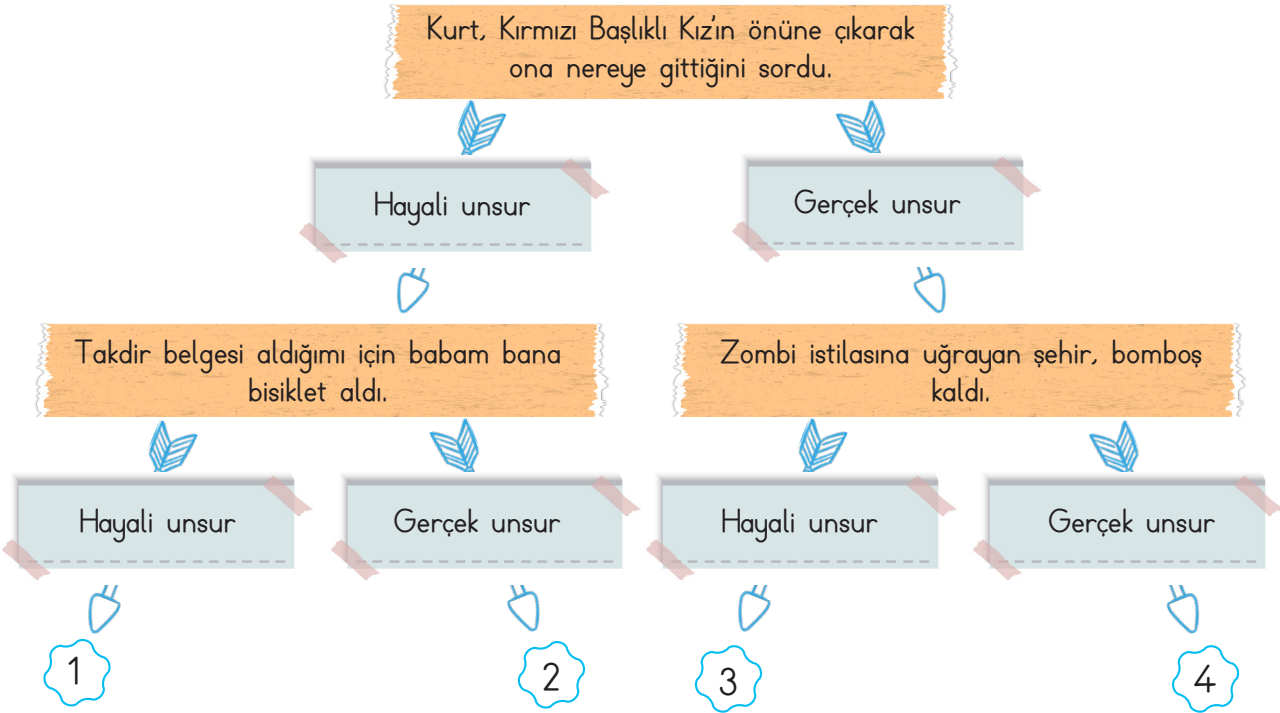 Kurt, Kırmızı Başlıklı Kız'ın önüne çıkarak
ona nereye gittiğini sordu.
Hayali unsur
Gerçek unsur
Takdir belgesi aldığımı için babam bana
bisiklet aldı.
Zombi istilasına uğrayan şehir, bomboş
kaldı.
Hayali unsur
Gerçek unsur
Hayali unsur
Gerçek unsur
1
2
3
4